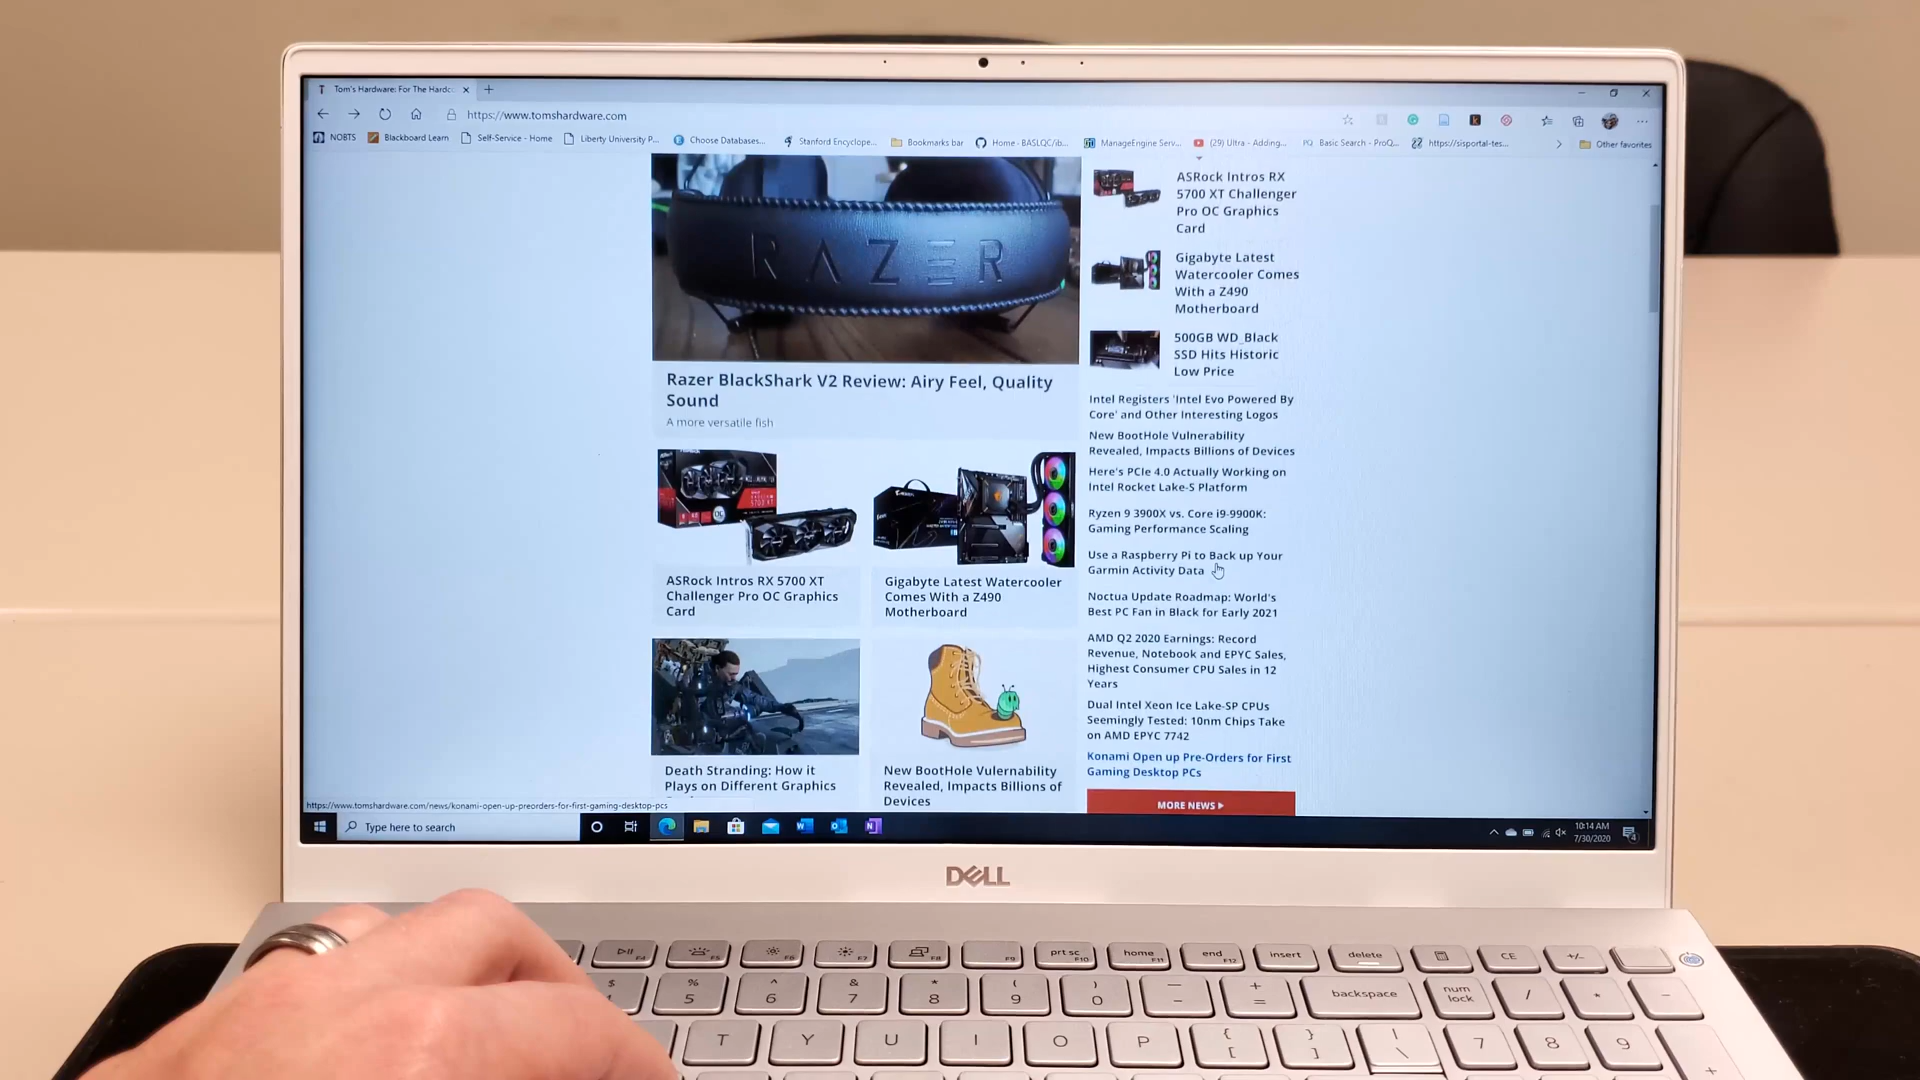 Tom's Hardware: For The Hardc
https://www.tomshardware.com
NOBTS
Blackboard Learn
Self-Service - Home
Liberty University P...
Choose Databases...
Stanford Encyclope...
Bookmarks bar
Home - BASLQC/ib...
ManageEngine Serv...
(29) Ultra - Adding...
Basic Search - ProQ...
https://sisportal-tes...
Other favorites
RAZER
Razer BlackShark V2 Review: Airy Feel, Quality
Sound
A more versatile fish
ASRock Intros RX 5700 XT
Challenger Pro OC Graphics
Card
Gigabyte Latest Watercooler
Comes With a Z490
Motherboard
Death Stranding: How it
Plays on Different Graphics
New BootHole Vulernability
Revealed, Impacts Billions of
Devices
ASRock Intros RX
5700 XT Challenger
Pro OC Graphics
Card
Gigabyte Latest
Watercooler Comes
With a Z490
Motherboard
500GB WD_Black
SSD Hits Historic
Low Price
Intel Registers 'Intel Evo Powered By
Core' and Other Interesting Logos
New BootHole Vulnerability
Revealed, Impacts Billions of Devices
Here's PCIe 4.0 Actually Working on
Intel Rocket Lake-S Platform
Ryzen 9 3900X vs. Core i9-9900K:
Gaming Performance Scaling
Use a Raspberry Pi to Back up Your
Garmin Activity Data
Noctua Update Roadmap: World's
Best PC Fan in Black for Early 2021
AMD Q2 2020 Earnings: Record
Revenue, Notebook and EPYC Sales,
Highest Consumer CPU Sales in 12
Years
Dual Intel Xeon Ice Lake-SP CPUs
Seemingly Tested: 10nm Chips Take
on AMD EPYC 7742
Konami Open up Pre-Orders for First
Gaming Desktop PCs
MORE NEWS
https://www.tomshardware.com/news/konami-open-up-preorders-for-first-gaming-desktop-pcs
Type here to search
10:14 AM
7/30/2020
DELL
F4 F5 F6 F7 F8 F9 prt sc F10 home F11 end F12 insert delete CE +/-
$ % 5 ^ 6 & 7 * 8 ( 9 ) 0 - + = backspace num lock / * -
T Y U I O P { [ } ] | \ 7 8 9 +